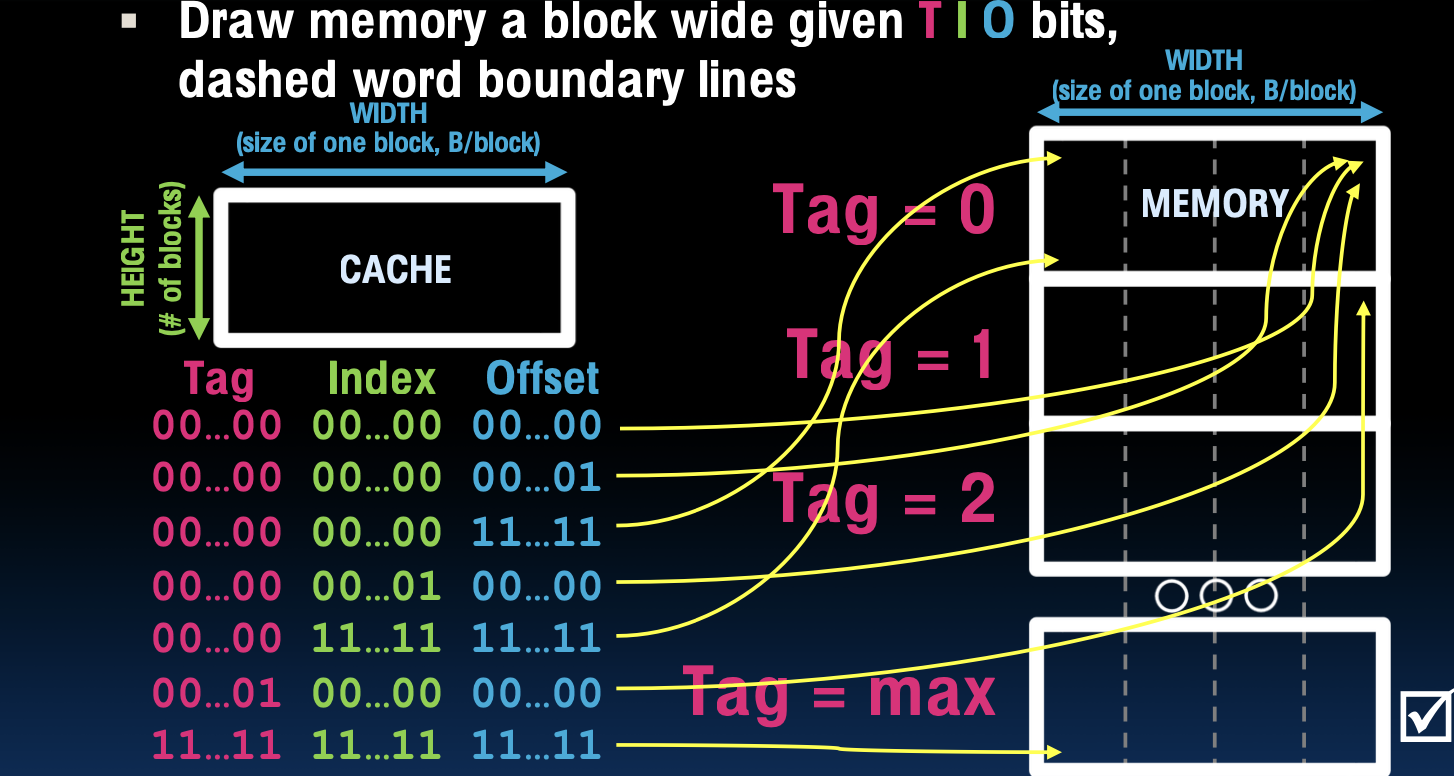 Draw memory a block wide given T I O bits,
dashed word boundary lines
WIDTH
(size of one block, B/block)
HEIGHT
(# of blocks)
CACHE
Tag Index Offset
00...00 00...00 00...00
00...00 00...00 00...01
00...00 00...00 11...11
00...00 00...01 00...00
00...00 11...11 11...11
00...01 00...00 00...00
11...11 11...11 11...11
WIDTH
(size of one block, B/block)
MEMORY
Tag = 0
Tag = 1
Tag = 2
Tag = max